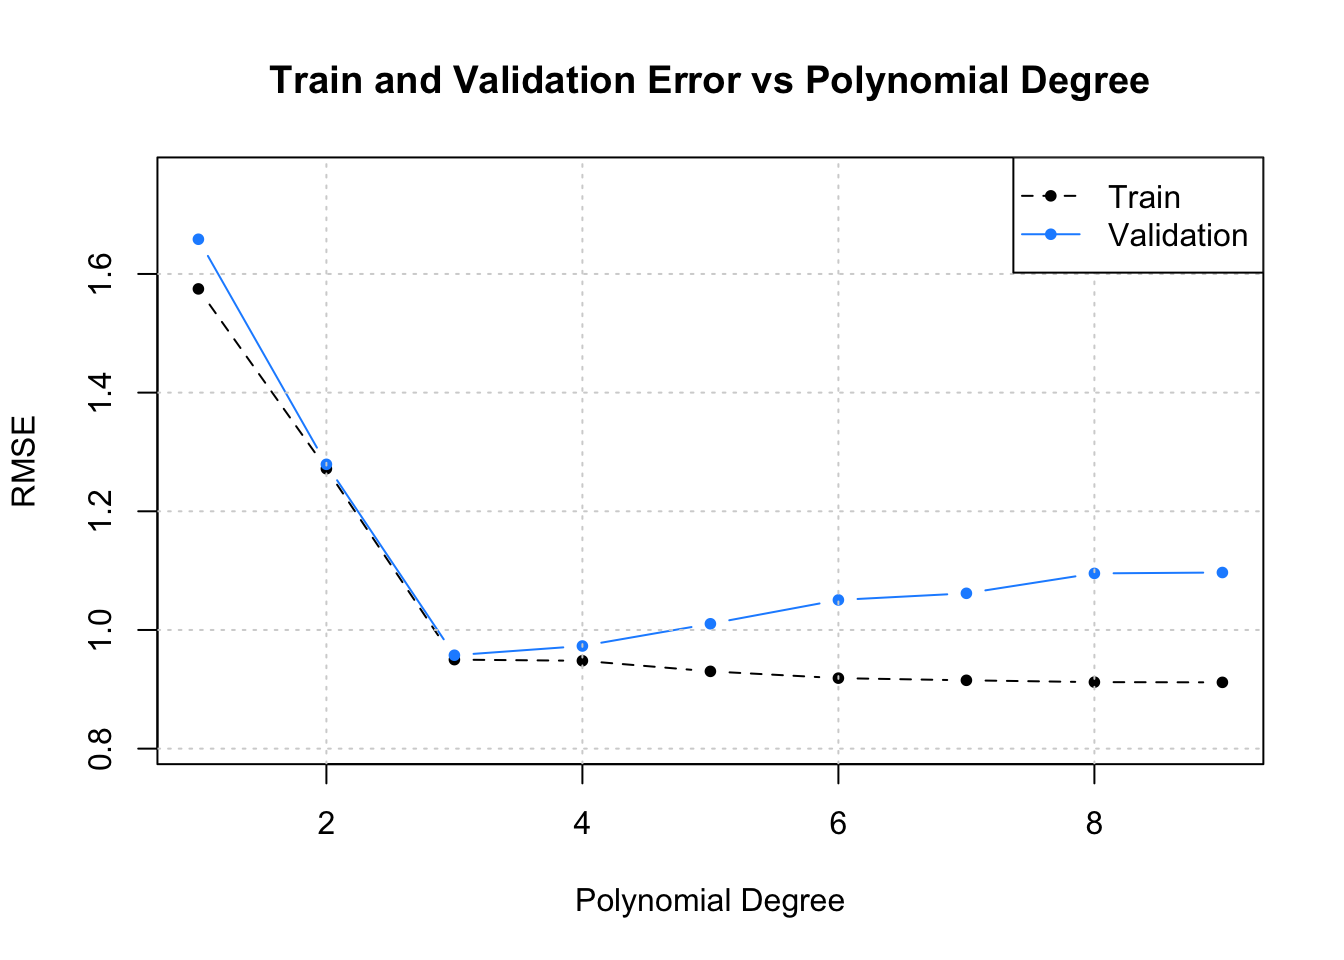 Train and Validation Error vs Polynomial Degree
Train
Validation
RMSE
1.6
1.4
1.2
1.0
0.8
2 4 6 8
Polynomial Degree